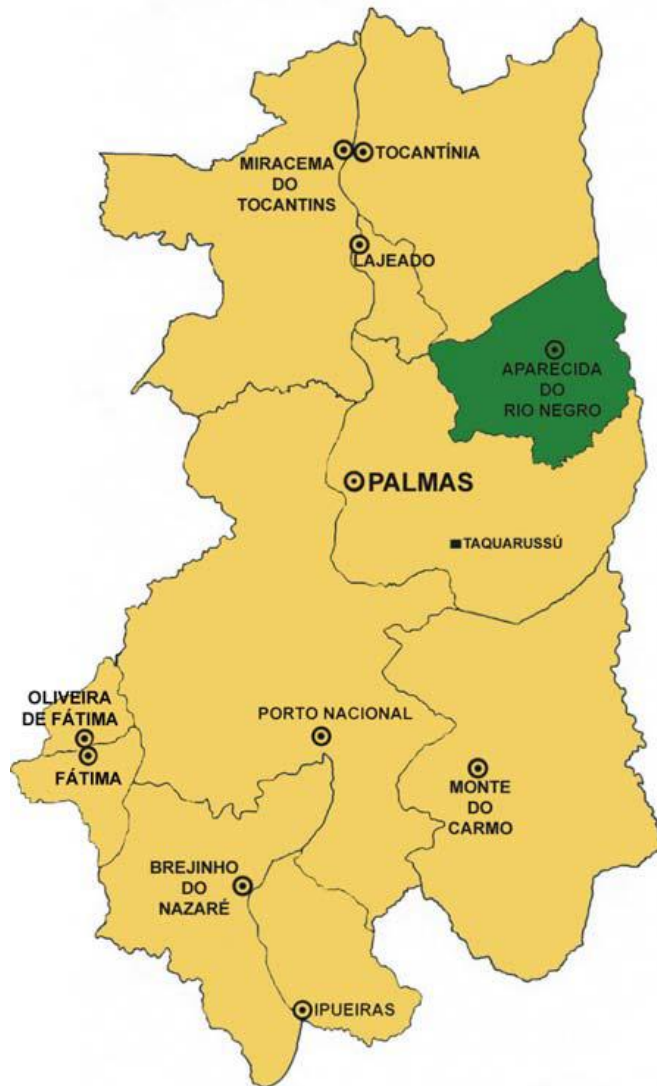 MIRACEMA
DO
TOCANTINS
TOCANTÍNIA
LAJEADO
APARECIDA
DO
RIO NEGRO
PALMAS
TAQUARUSSÚ
OLIVEIRA
DE FÁTIMA
FÁTIMA
PORTO NACIONAL
MONTE
DO
CARMO
BREJINHO
DO
NAZARÉ
IPUEIRAS